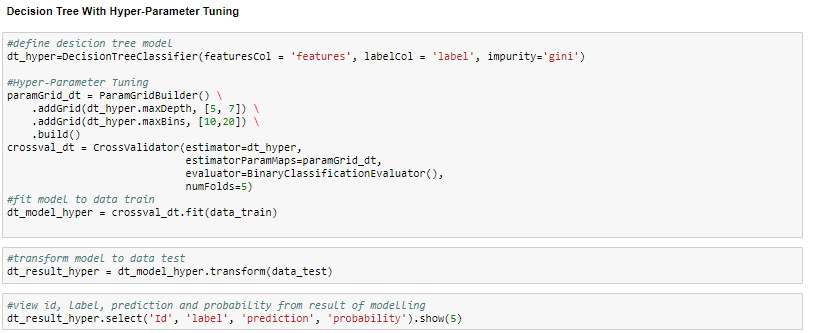 Decision Tree With Hyper-Parameter Tuning
#define desicion tree model
dt_hyper=DecisionTreeClassifier(featuresCol = 'features', labelCol = 'label', impurity='gini')
#Hyper-Parameter Tuning
paramGrid_dt = ParamGridBuilder() \
    .addGrid(dt_hyper.maxDepth, [5, 7]) \
    .addGrid(dt_hyper.maxBins, [10,20]) \
    .build()
crossval_dt = CrossValidator(estimator=dt_hyper,
                             estimatorParamMaps=paramGrid_dt,
                             evaluator=BinaryClassificationEvaluator(),
                             numFolds=5)
#fit model to data train
dt_model_hyper = crossval_dt.fit(data_train)
#transform model to data test
dt_result_hyper = dt_model_hyper.transform(data_test)
#view id, label, prediction and probability from result of modelling
dt_result_hyper.select('Id', 'label', 'prediction', 'probability').show(5)